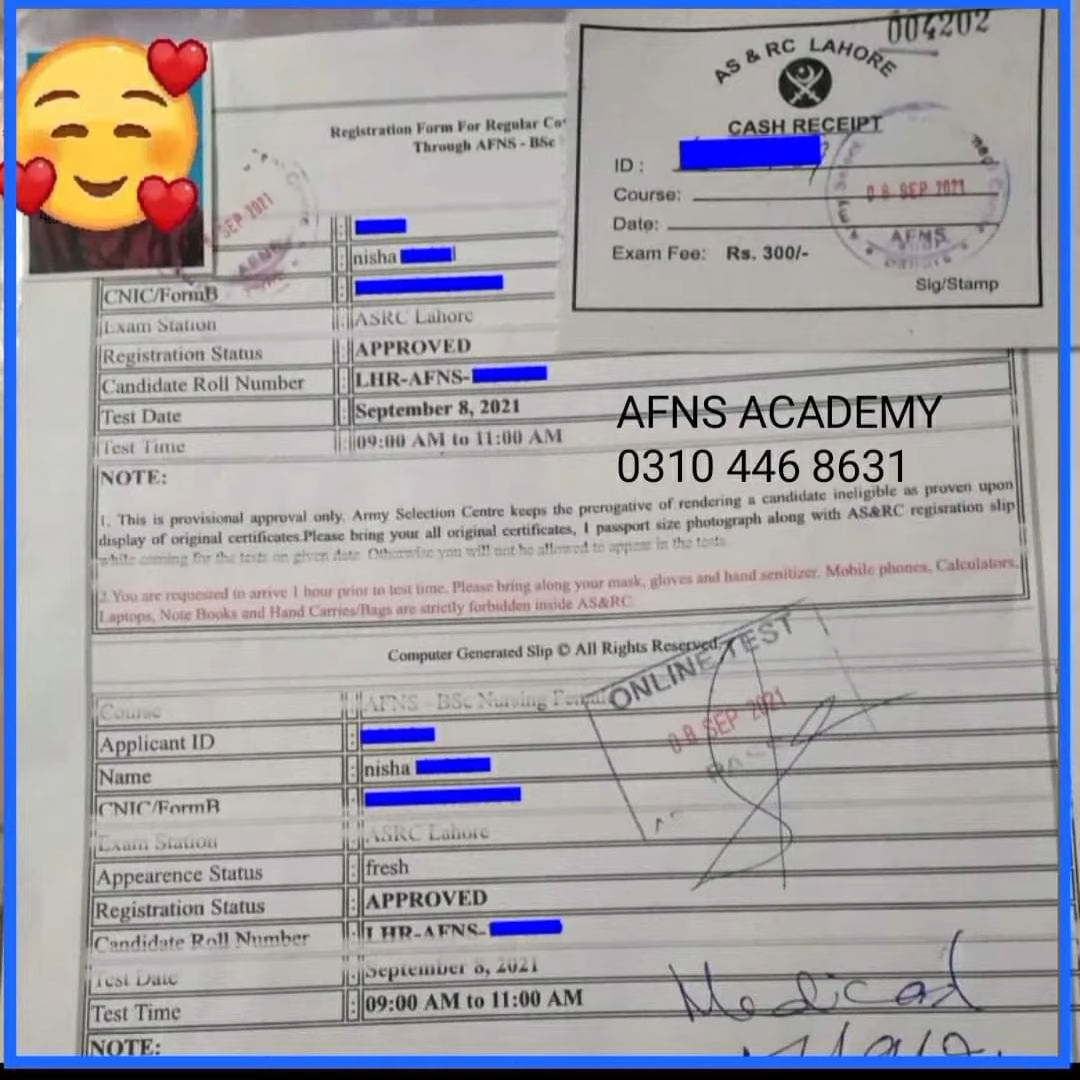 004202
AS & RC LAHORE
CASH RECEIPT
ID :
Course:
Date:
Exam Fee: Rs. 300/-
Sig/Stamp
08 SEP 2021
AFNS
Registration Form For Regular Co
Through AFNS - BSc
SEP 2021
AFNS
: nisha
CNIC/FormB :
Exam Station : ASRC Lahore
Registration Status : APPROVED
Candidate Roll Number : LHR-AFNS-
Test Date : September 8, 2021
Test Time : 09:00 AM to 11:00 AM
AFNS ACADEMY
0310 446 8631
NOTE:
1. This is provisional approval only. Army Selection Centre keeps the prerogative of rendering a candidate ineligible as proven upon
display of original certificates.Please bring your all original certificates, 1 passport size photograph along with AS&RC regisration slip
while coming for the tests on given date. Otherwise you will not be allowed to appear in the tests.
2. You are requested to arrive 1 hour prior to test time. Please bring along your mask, gloves and hand senitizer. Mobile phones, Calculators,
Laptops, Note Books and Hand Carries/Bags are strictly forbidden inside AS&RC
Computer Generated Slip © All Rights Reserved.
ONLINE TEST
08 SEP 2021
Course : AFNS - BSc Nursing Femal
Applicant ID :
Name : nisha
CNIC/FormB :
Exam Station : ASRC Lahore
Appearence Status : fresh
Registration Status : APPROVED
Candidate Roll Number : LHR-AFNS-
Test Date : September 8, 2021
Test Time : 09:00 AM to 11:00 AM
Medical
NOTE: